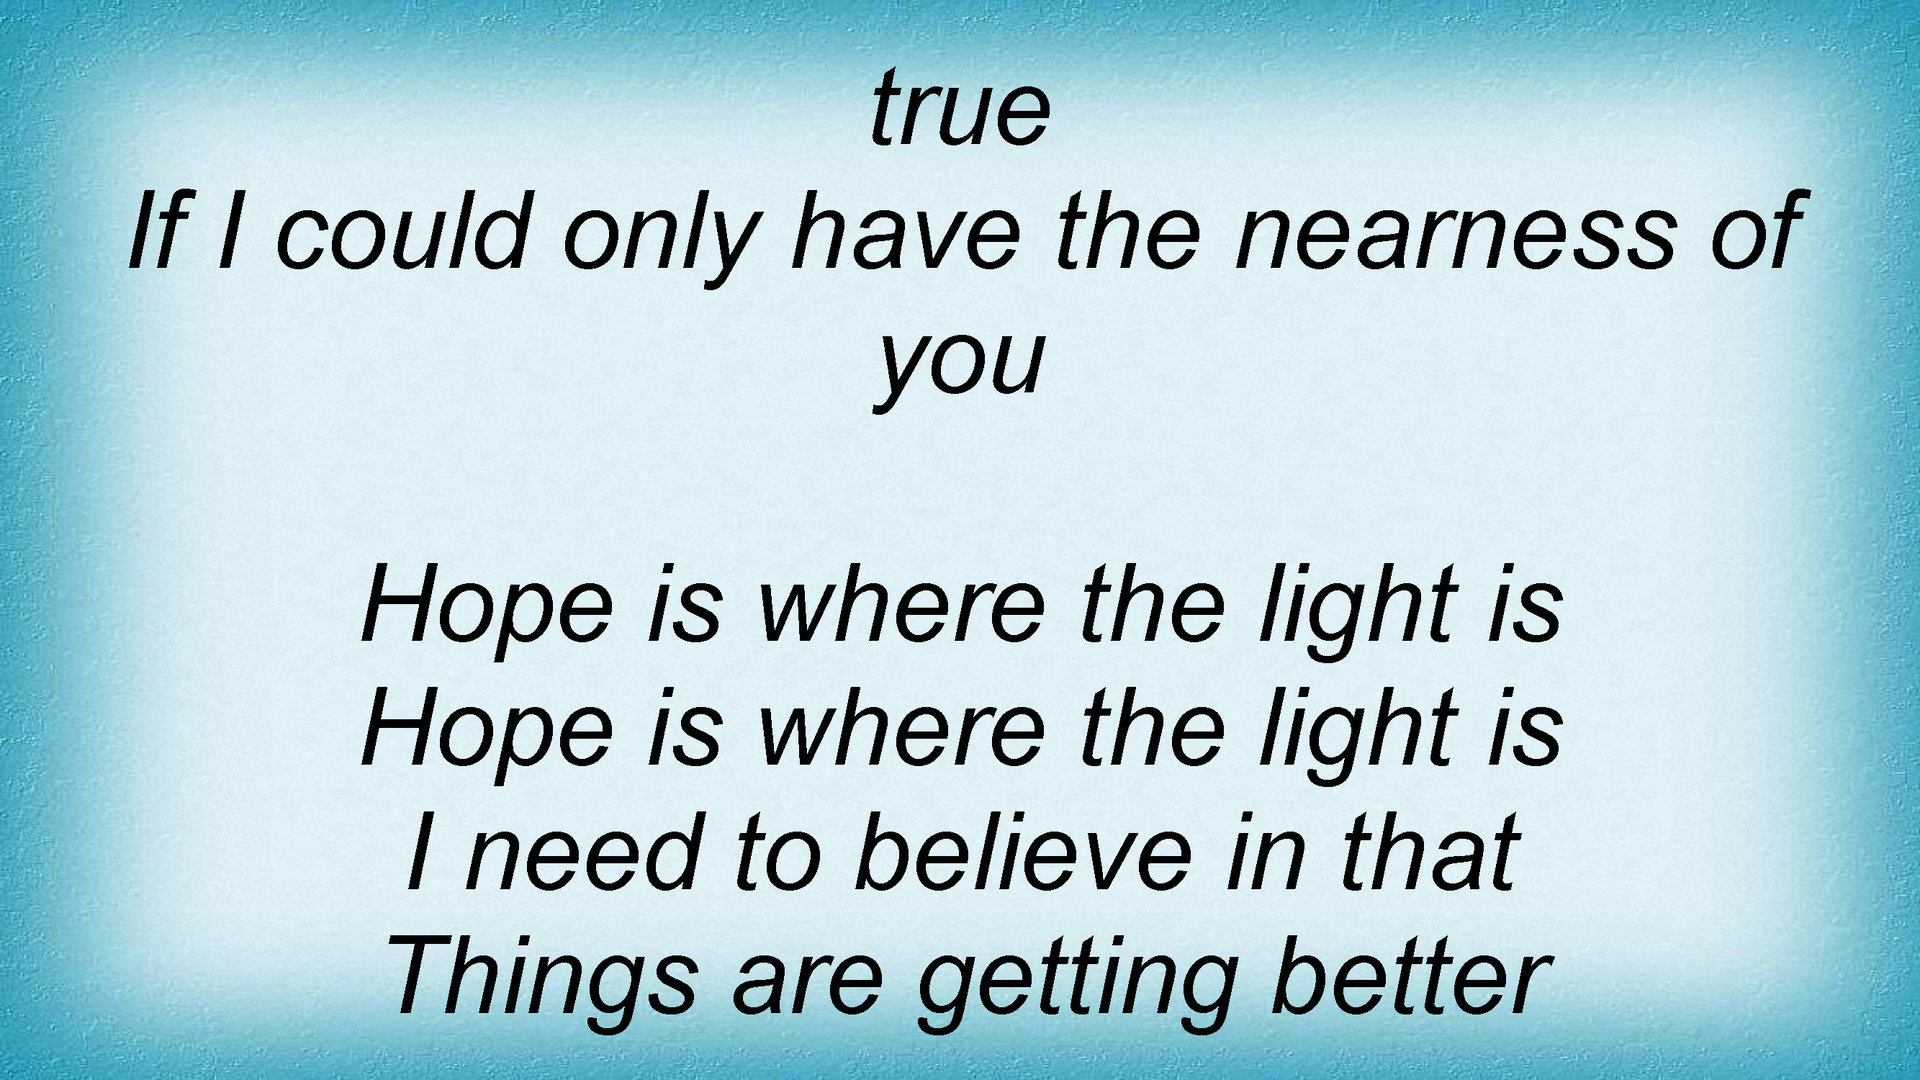 true
If I could only have the nearness of
you
Hope is where the light is
Hope is where the light is
I need to believe in that
Things are getting better